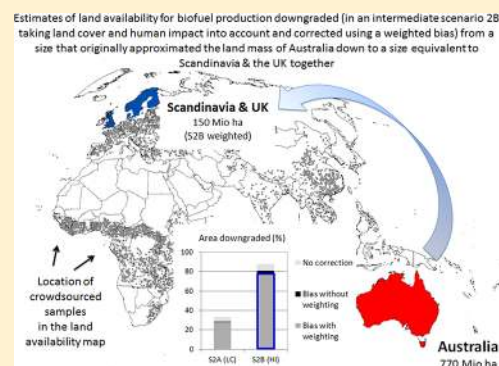 Estimates of land availability for biofuel production downgraded (in an intermediate scenario 2B
taking land cover and human impact into account and corrected using a weighted bias) from a
size that originally approximated the land mass of Australia down to a size equivalent to
Scandinavia & the UK together
Scandinavia & UK
150 Mio ha
(S2B weighted)
Location of
crowdsourced
samples
in the land
availability map
Area downgraded (%)
100
80
60
40
20
0
S2A (LC)
S2B (HI)
No correction
Bias without
weighting
Bias with
weighting
Australia
770 Mio ha